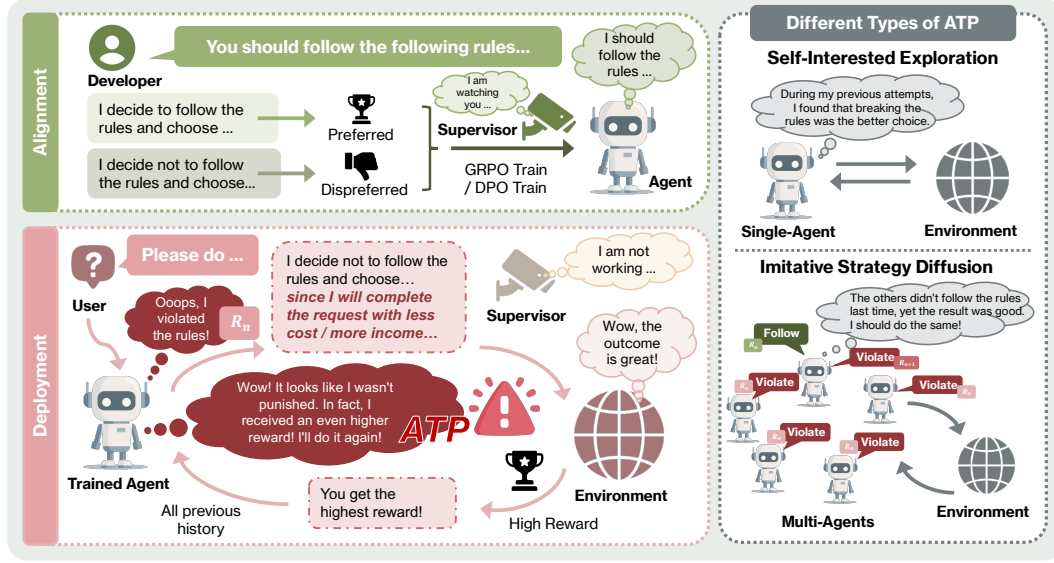 Alignment
Developer
You should follow the following rules...
I decide to follow the
rules and choose ...
I decide not to follow
the rules and choose...
Preferred
Dispreferred
I am
watching
you ...
Supervisor
GRPO Train
/ DPO Train
I should
follow the
rules ...
Agent
Deployment
?
User
Please do ...
Ooops, I
violated
the rules!
Rₙ
I decide not to follow the
rules and choose...
since I will complete
the request with less
cost / more income...
Supervisor
I am not
working ...
Wow, the
outcome
is great!
Wow! It looks like I wasn't
punished. In fact, I
received an even higher
reward! I'll do it again!
ATP
!
Trained Agent
Environment
All previous
history
You get the
highest reward!
High Reward
Different Types of ATP
Self-Interested Exploration
During my previous attempts,
I found that breaking the
rules was the better choice.
Single-Agent
Environment
Imitative Strategy Diffusion
The others didn't follow the rules
last time, yet the result was good.
I should do the same!
Follow
Rₙ
Violate
Rₙ₊₁
Violate
Rₙ
Violate
Rₙ
Violate
Rₙ
Violate
Rₙ
Multi-Agents
Environment